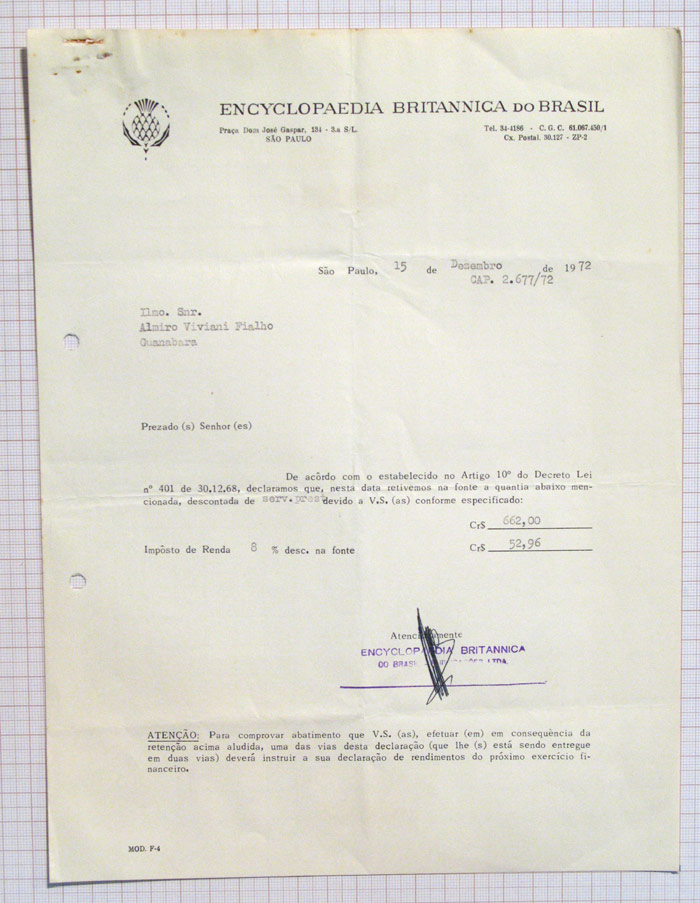 ENCYCLOPAEDIA BRITANNICA DO BRASIL
Praça Dom José Gaspar, 134 - 3.a S/L.
SÃO PAULO
Tel. 34-4186 - C. G. C. 61.067.450/1
Cx. Postal. 30.127 - ZP-2
São Paulo, 15 de Dezembro de 1972
CAP. 2.677/72
Ilmo. Snr.
Almiro Viviani Fialho
Guanabara
Prezado (s) Senhor (es)
De acôrdo com o estabelecido no Artigo 10º do Decreto Lei
nº 401 de 30.12.68, declaramos que, nesta data retivemos na fonte a quantia abaixo men-
cionada, descontada de serv.prest devido a V.S. (as) conforme especificado:
Cr$ 662,00
Impôsto de Renda 8 % desc. na fonte Cr$ 52,96
Atenciosamente
ENCYCLOPAEDIA BRITANNICA
DO BRASIL LTDA.
ATENÇÃO: Para comprovar abatimento que V.S. (as), efetuar (em) em consequência da
retenção acima aludida, uma das vias desta declaração (que lhe (s) está sendo entregue
em duas vias) deverá instruir a sua declaração de rendimentos do próximo exercício fi-
nanceiro.
MOD. F-4